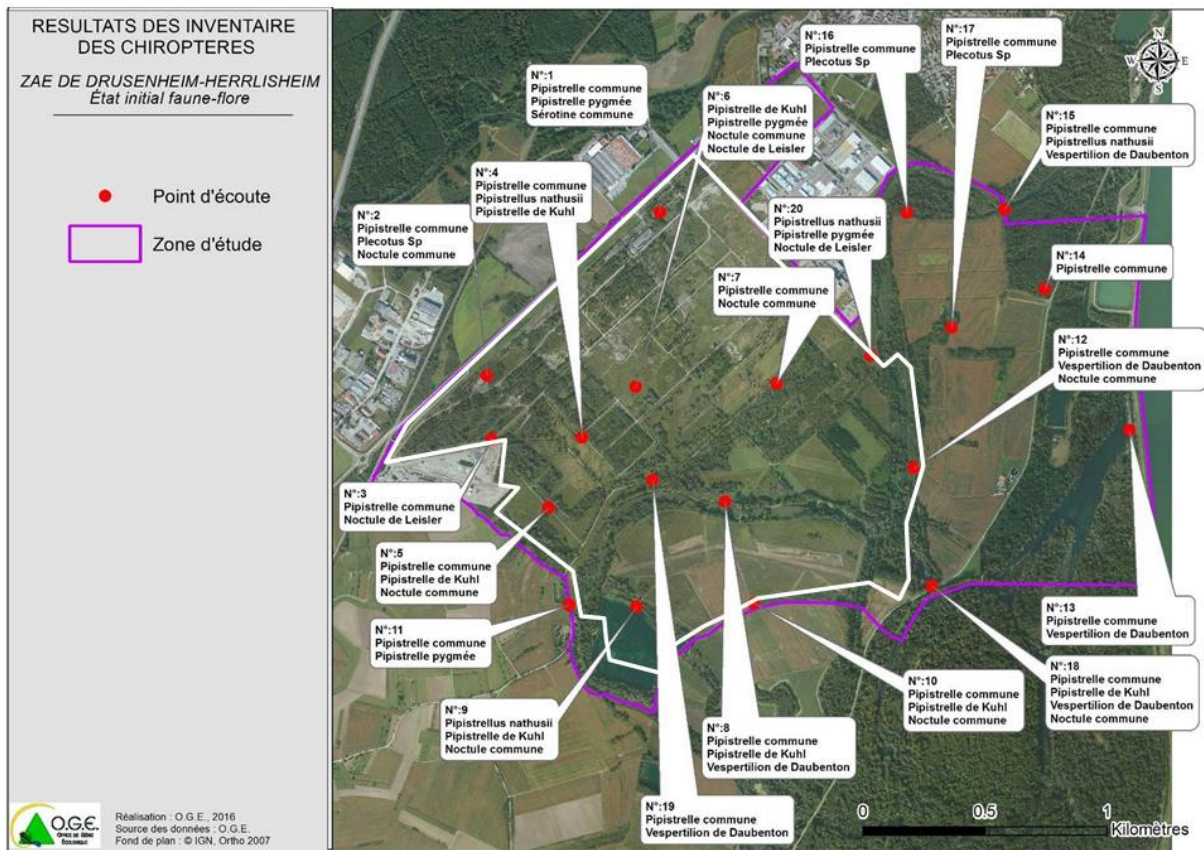 RESULTATS DES INVENTAIRE
DES CHIROPTERES
ZAE DE DRUSENHEIM-HERRLISHEIM
État initial faune-flore
Point d'écoute
Zone d'étude
N°:1
Pipistrelle commune
Pipistrelle pygmée
Sérotine commune
N°:16
Pipistrelle commune
Plecotus Sp
N°:17
Pipistrelle commune
Plecotus Sp
N
W
E
S
N°:6
Pipistrelle de Kuhl
Pipistrelle pygmée
Noctule commune
Noctule de Leisler
N°:15
Pipistrelle commune
Pipistrellus nathusii
Vespertilion de Daubenton
N°:4
Pipistrelle commune
Pipistrellus nathusii
Pipistrelle de Kuhl
N°:2
Pipistrelle commune
Plecotus Sp
Noctule commune
N°:20
Pipistrellus nathusii
Pipistrelle pygmée
Noctule de Leisler
N°:14
Pipistrelle commune
N°:7
Pipistrelle commune
Noctule commune
N°:12
Pipistrelle commune
Vespertilion de Daubenton
Noctule commune
N°:3
Pipistrelle commune
Noctule de Leisler
N°:5
Pipistrelle commune
Pipistrelle de Kuhl
Noctule commune
N°:11
Pipistrelle commune
Pipistrelle pygmée
N°:13
Pipistrelle commune
Vespertilion de Daubenton
N°:9
Pipistrellus nathusii
Pipistrelle de Kuhl
Noctule commune
N°:10
Pipistrelle commune
Pipistrelle de Kuhl
Noctule commune
N°:18
Pipistrelle commune
Pipistrelle de Kuhl
Vespertilion de Daubenton
Noctule commune
N°:8
Pipistrelle commune
Pipistrelle de Kuhl
Vespertilion de Daubenton
N°:19
Pipistrelle commune
Vespertilion de Daubenton
0 0.5 1
Kilomètres
O.G.E.
OFFICE DE GÉNIE
ÉCOLOGIQUE
Réalisation : O.G.E., 2016
Source des données : O.G.E.
Fond de plan : © IGN, Ortho 2007